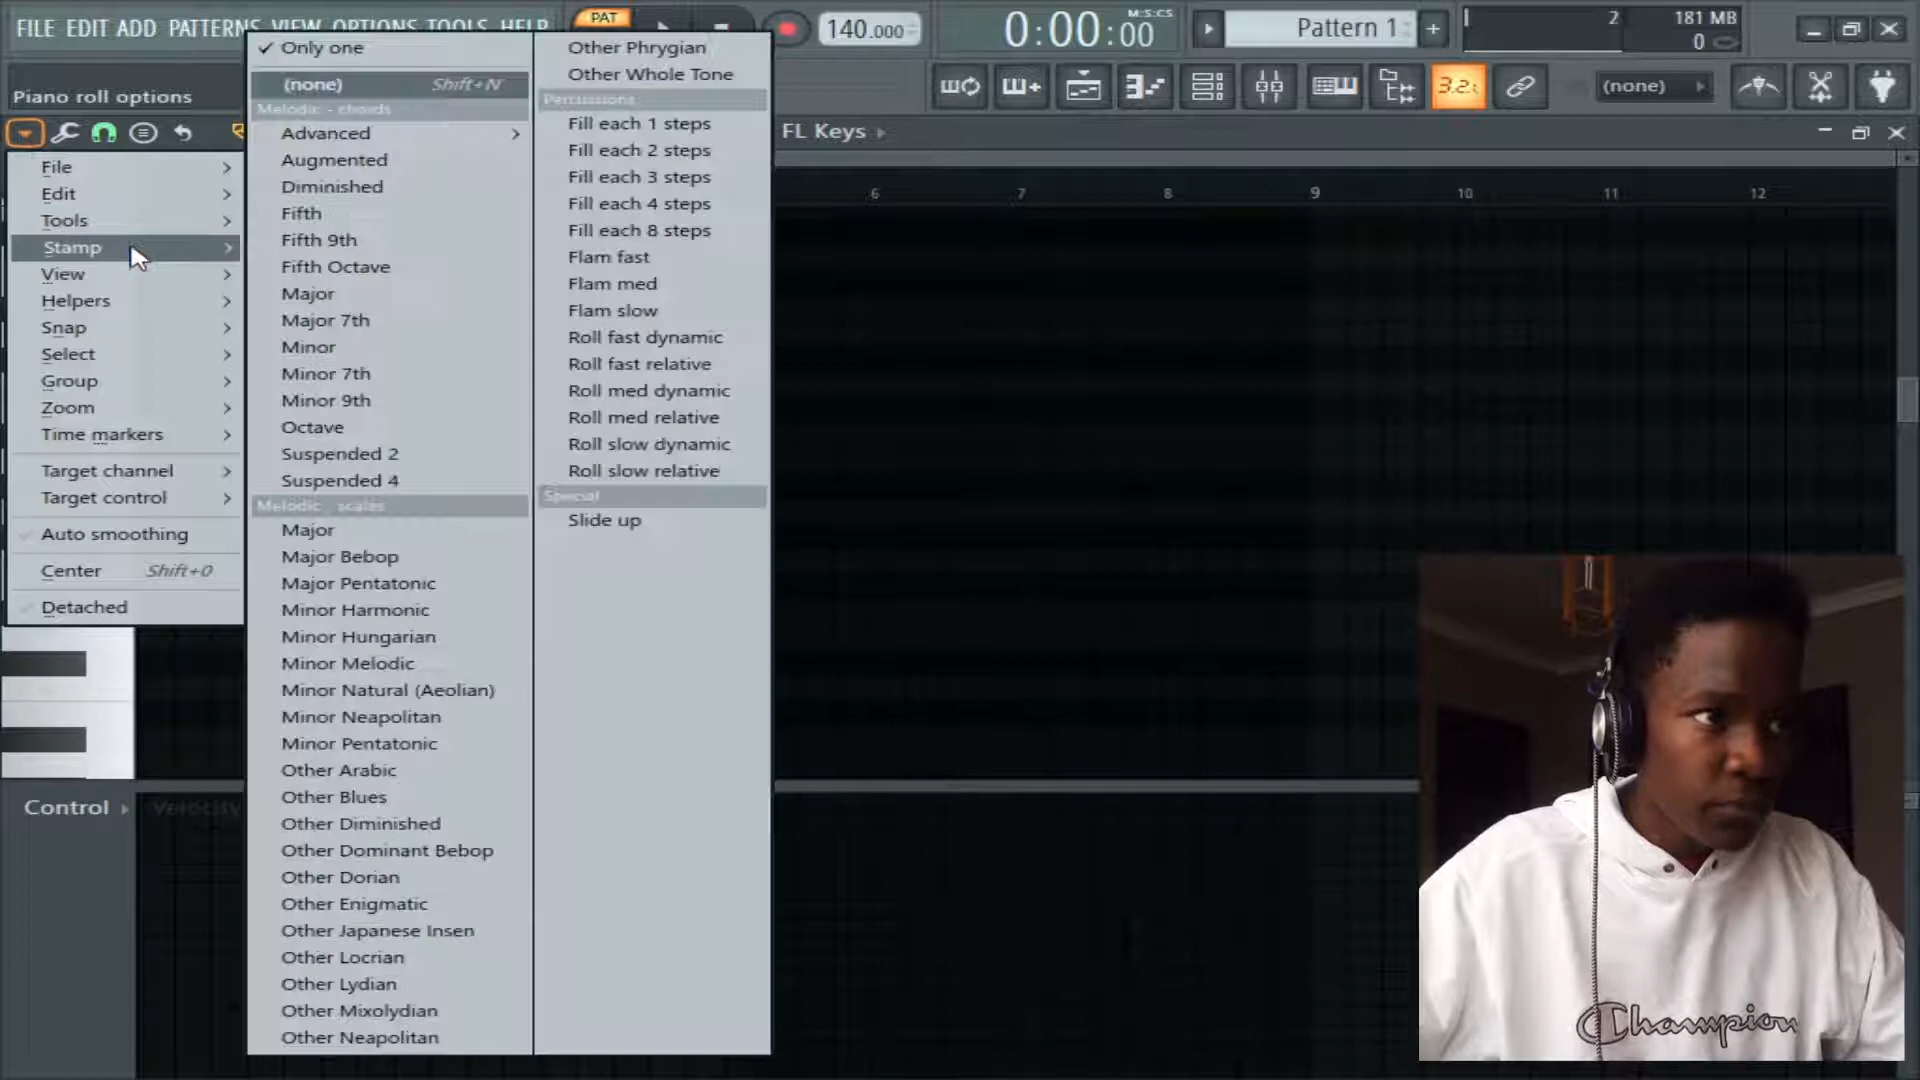 FILE EDIT ADD PATTERNS VIEW OPTIONS TOOLS HELP
PAT
140.000
0:00:00
M:S:CS
Pattern 1
2
181 MB
0
Piano roll options
3.2
(none)
FL Keys
File
Edit
Tools
Stamp
View
Helpers
Snap
Select
Group
Zoom
Time markers
Target channel
Target control
Auto smoothing
Center Shift+0
Detached
Only one
(none) Shift+N
Melodic - chords
Advanced
Augmented
Diminished
Fifth
Fifth 9th
Fifth Octave
Major
Major 7th
Minor
Minor 7th
Minor 9th
Octave
Suspended 2
Suspended 4
Melodic - scales
Major
Major Bebop
Major Pentatonic
Minor Harmonic
Minor Hungarian
Minor Melodic
Minor Natural (Aeolian)
Minor Neapolitan
Minor Pentatonic
Other Arabic
Other Blues
Other Diminished
Other Dominant Bebop
Other Dorian
Other Enigmatic
Other Japanese Insen
Other Locrian
Other Lydian
Other Mixolydian
Other Neapolitan
Other Phrygian
Other Whole Tone
Percussions
Fill each 1 steps
Fill each 2 steps
Fill each 3 steps
Fill each 4 steps
Fill each 8 steps
Flam fast
Flam med
Flam slow
Roll fast dynamic
Roll fast relative
Roll med dynamic
Roll med relative
Roll slow dynamic
Roll slow relative
Special
Slide up
6 7 8 9 10 11 12
Control Velocity
Champion